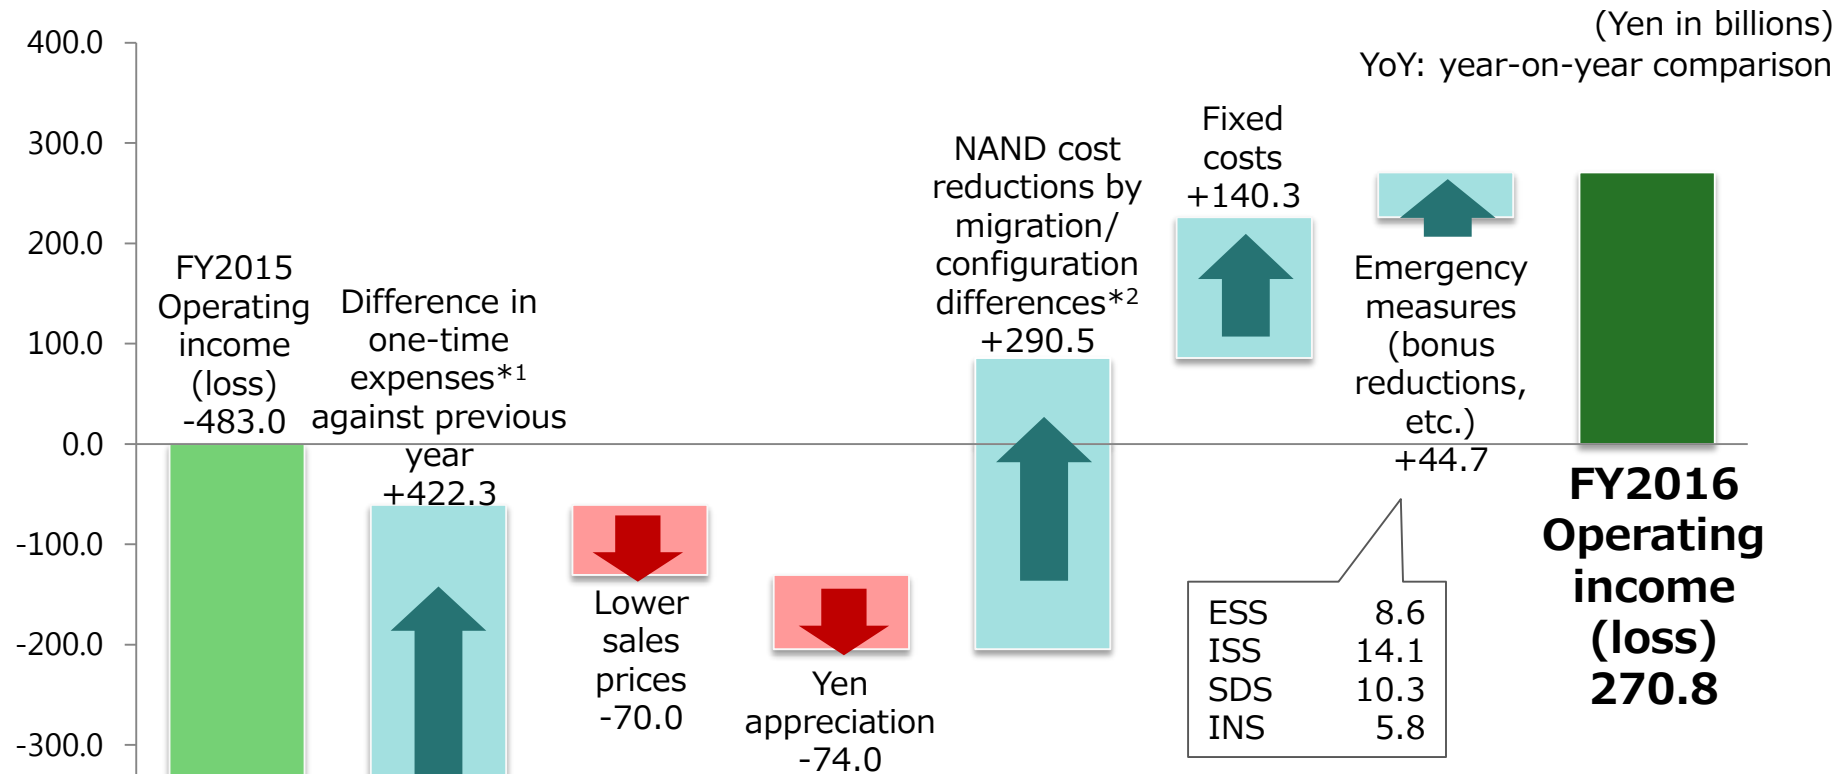 (Yen in billions)
YoY: year-on-year comparison
400.0
300.0
200.0
100.0
0.0
-100.0
-200.0
-300.0
FY2015
Operating
income
(loss)
-483.0
Difference in
one-time
expenses*1
against previous
year
+422.3
Lower
sales
prices
-70.0
Yen
appreciation
-74.0
NAND cost
reductions by
migration/
configuration
differences*2
+290.5
Fixed
costs
+140.3
Emergency
measures
(bonus
reductions,
etc.)
+44.7
ESS 8.6
ISS 14.1
SDS 10.3
INS 5.8
FY2016
Operating
income
(loss)
270.8